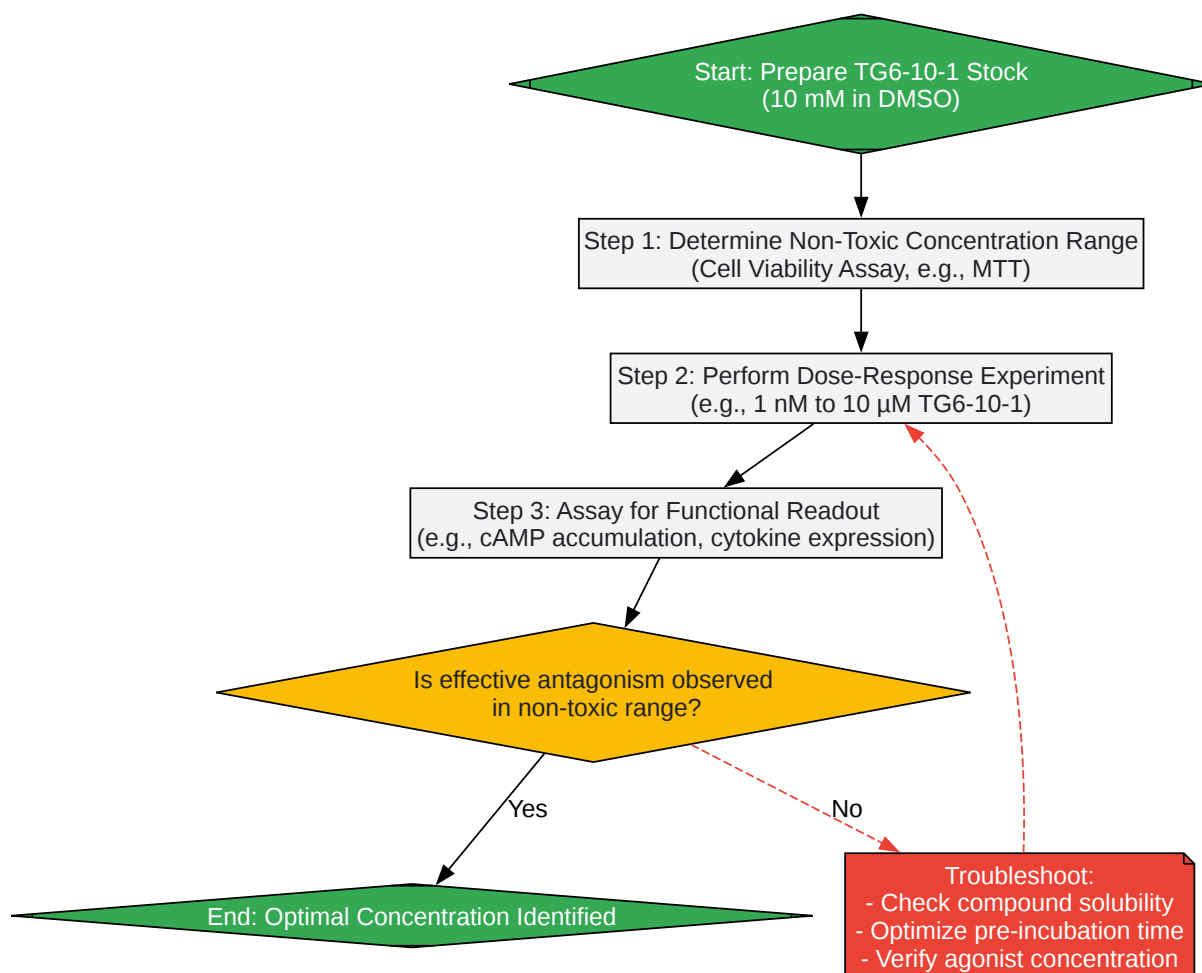 Start: Prepare TG6-10-1 Stock
(10 mM in DMSO)
Step 1: Determine Non-Toxic Concentration Range
(Cell Viability Assay, e.g., MTT)
Step 2: Perform Dose-Response Experiment
(e.g., 1 nM to 10 µM TG6-10-1)
Step 3: Assay for Functional Readout
(e.g., cAMP accumulation, cytokine expression)
Is effective antagonism observed
in non-toxic range?
Yes
No
End: Optimal Concentration Identified
Troubleshoot:
- Check compound solubility
- Optimize pre-incubation time
- Verify agonist concentration